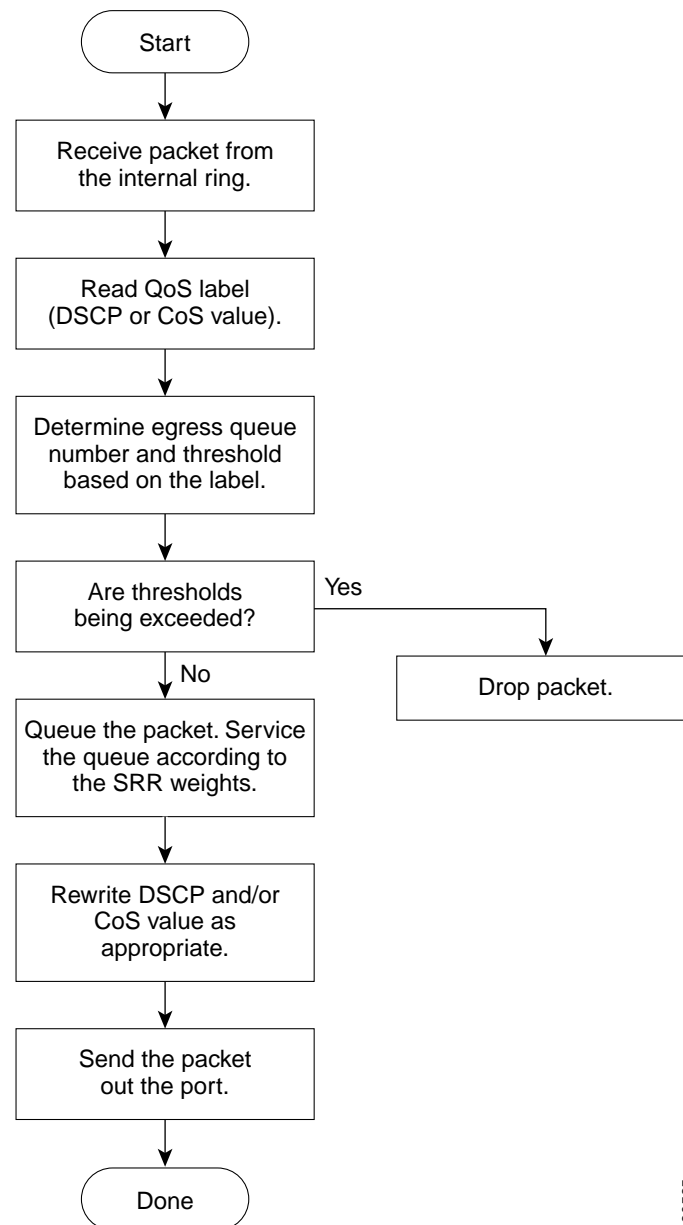 Start
Receive packet from
the internal ring.
Read QoS label
(DSCP or CoS value).
Determine egress queue
number and threshold
based on the label.
Are thresholds
being exceeded?
Yes
No
Drop packet.
Queue the packet. Service
the queue according to
the SRR weights.
Rewrite DSCP and/or
CoS value as
appropriate.
Send the packet
out the port.
Done